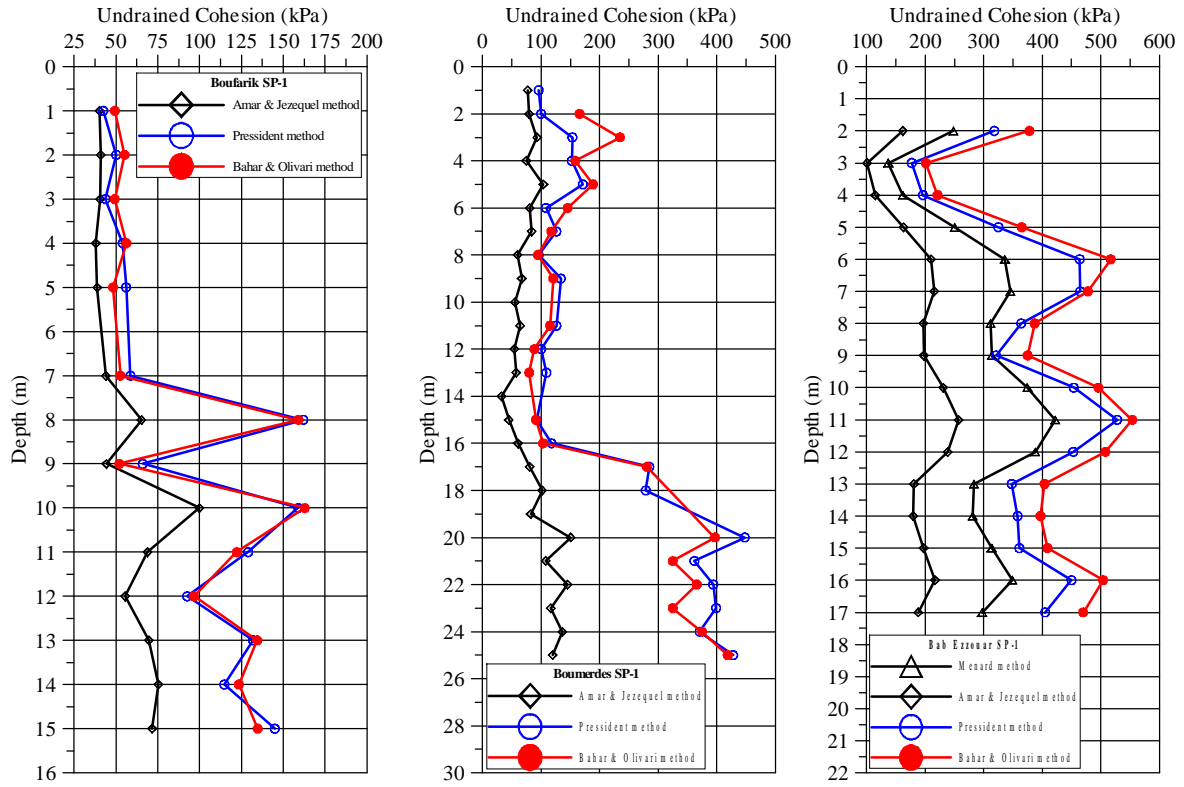 Undrained Cohesion (kPa)
25 50 75 100 125 150 175 200
0
1
2
3
4
5
6
7
8
9
10
11
12
13
14
15
16
Depth (m)
Boufarik SP-1
Amar & Jezequel method
Pressident method
Bahar & Olivari method
Undrained Cohesion (kPa)
0 100 200 300 400 500
0
2
4
6
8
10
12
14
16
18
20
22
24
26
28
30
Depth (m)
Boumerdes SP-1
Amar & Jezequel method
Pressident method
Bahar & Olivari method
Undrained Cohesion (kPa)
100 200 300 400 500 600
0
1
2
3
4
5
6
7
8
9
10
11
12
13
14
15
16
17
18
19
20
21
22
Depth (m)
Bab Ezzouar SP-1
Menard method
Amar & Jezequel method
Pressident method
Bahar & Olivari method